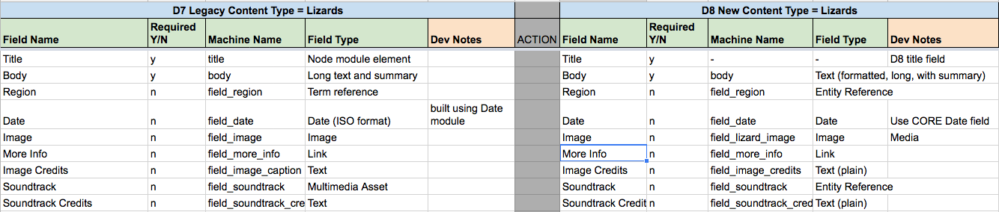 D7 Legacy Content Type = Lizards D8 New Content Type = Lizards
Required Required
Field Name Y/N Machine Name Field Type Dev Notes ACTION Field Name Y/N Machine Name Field Type Dev Notes
Title y title Node module element Title y - - D8 title field
Body y body Long text and summary Body y body Text (formatted, long, with summary)
Region n field_region Term reference Region n field_region Entity Reference
built using Date
Date n field_date Date (ISO format) module Date n field_date Date Use CORE Date field
Image n field_image Image Image n field_lizard_image Image Media
More Info n field_more_info Link More Info n field_more_info Link
Image Credits n field_image_caption Text Image Credits n field_image_credits Text (plain)
Soundtrack n field_soundtrack Multimedia Asset Soundtrack n field_soundtrack Entity Reference
Soundtrack Credits n field_soundtrack_cre Text Soundtrack Credit n field_soundtrack_cred Text (plain)